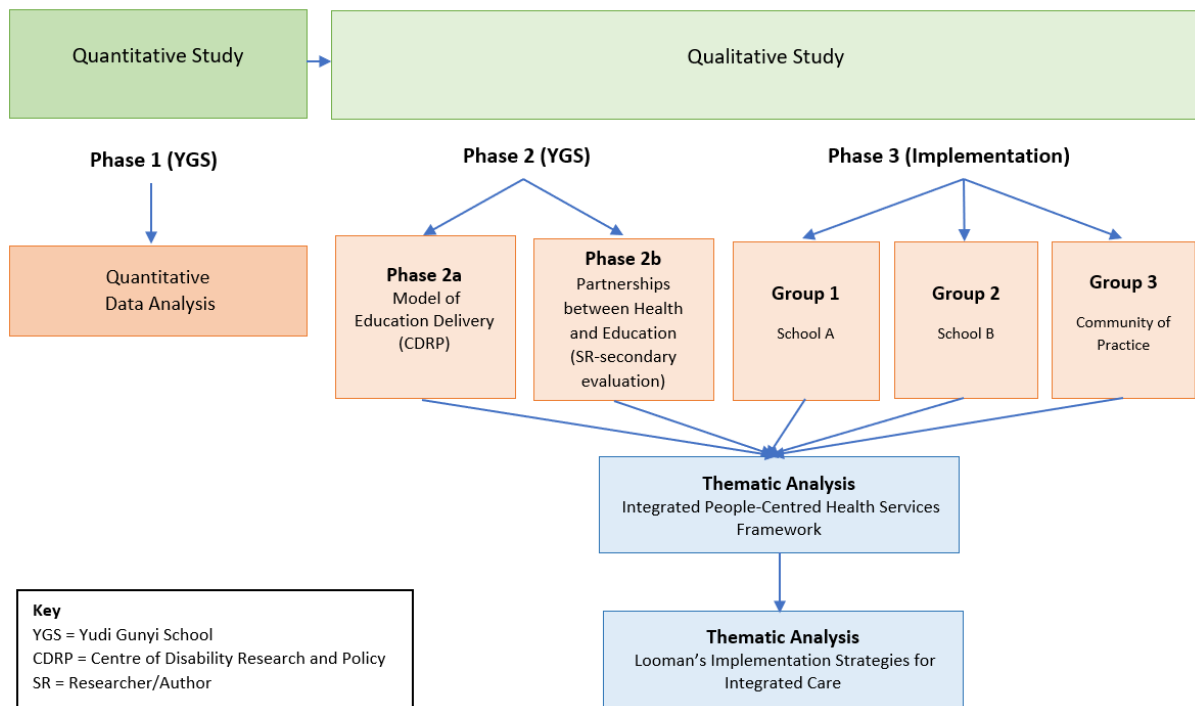 Quantitative Study
Qualitative Study
Phase 1 (YGS)
Phase 2 (YGS)
Phase 3 (Implementation)
Quantitative
Data Analysis
Phase 2a
Model of
Education Delivery
(CDRP)
Phase 2b
Partnerships
between Health
and Education
(SR-secondary
evaluation)
Group 1
School A
Group 2
School B
Group 3
Community of
Practice
Thematic Analysis
Integrated People-Centred Health Services
Framework
Thematic Analysis
Looman’s Implementation Strategies for
Integrated Care
Key
YGS = Yudi Gunyi School
CDRP = Centre of Disability Research and Policy
SR = Researcher/Author